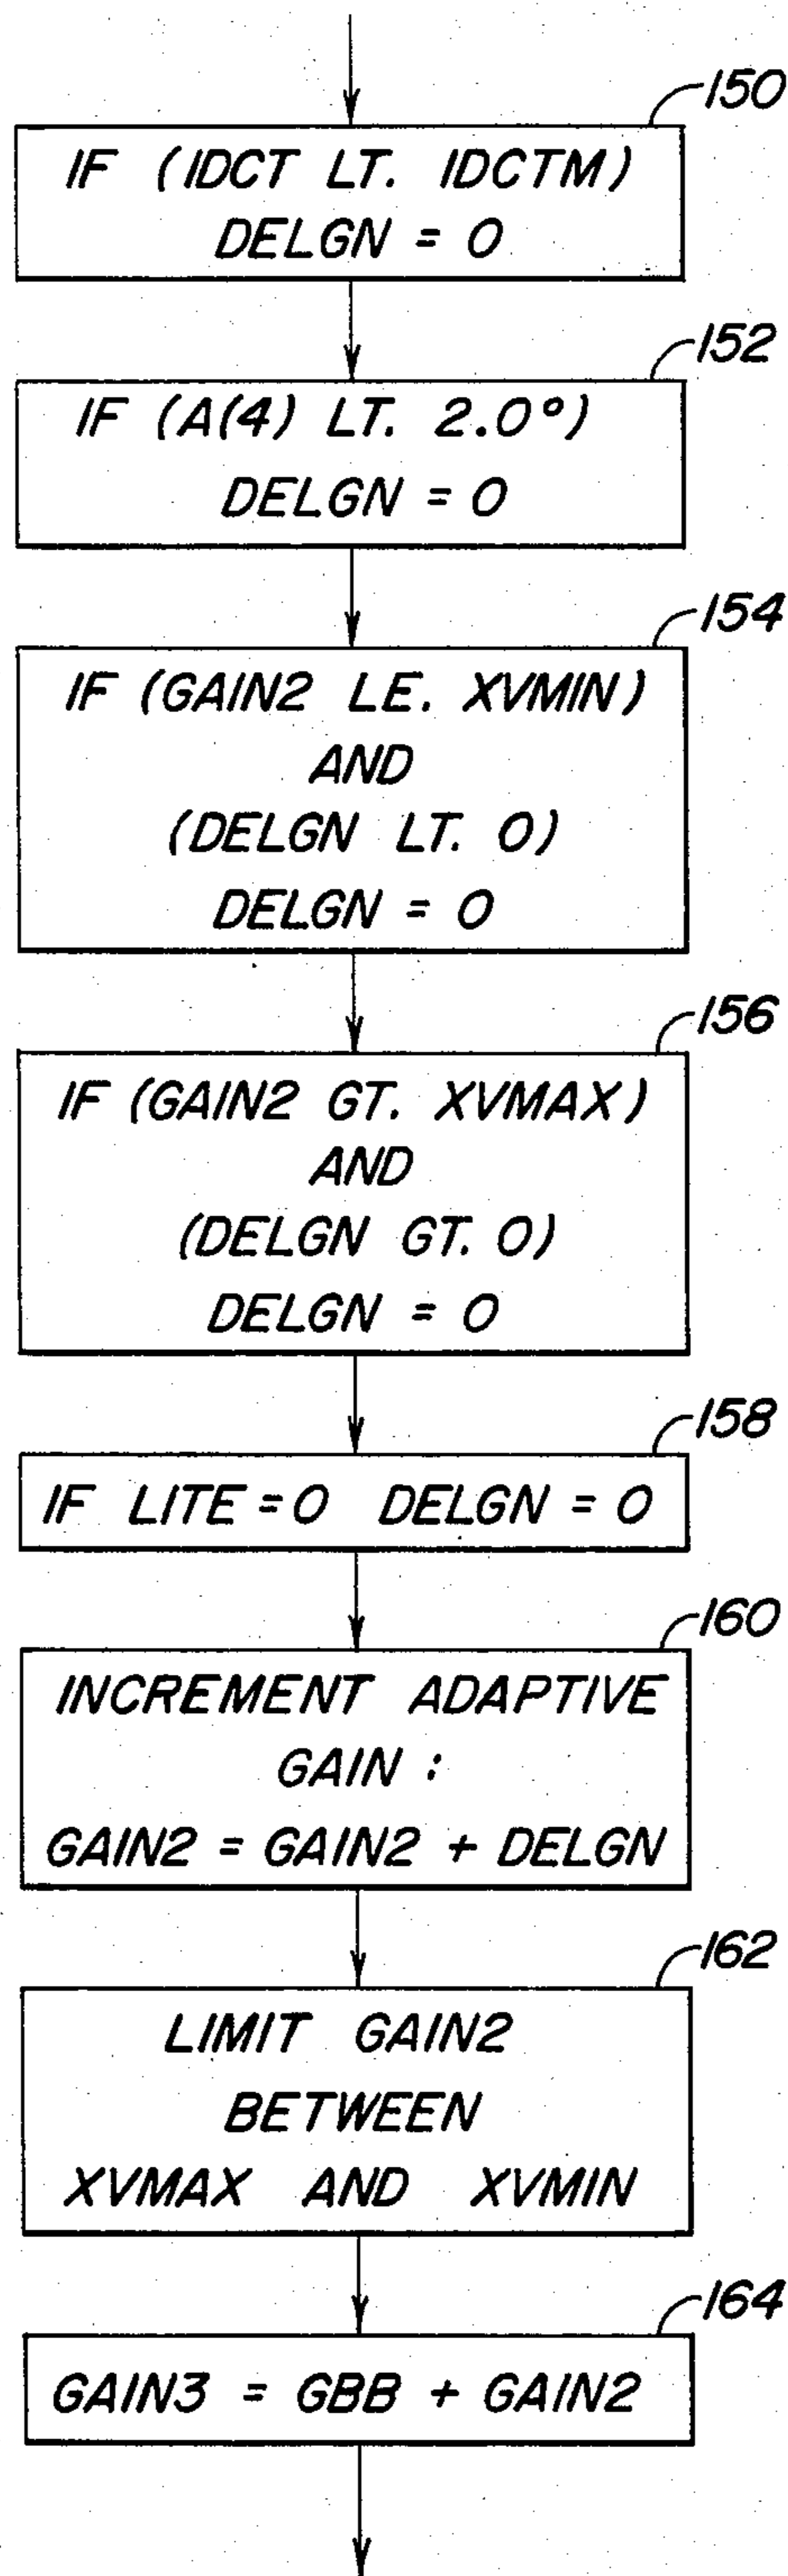 150
IF (IDCT LT. IDCTM)
DELGN = 0
152
IF (A(4) LT. 2.0°)
DELGN = 0
154
IF (GAIN2 LE. XVMIN)
AND
(DELGN LT. 0)
DELGN = 0
156
IF (GAIN2 GT. XVMAX)
AND
(DELGN GT. 0)
DELGN = 0
158
IF LITE = 0 DELGN = 0
160
INCREMENT ADAPTIVE
GAIN :
GAIN2 = GAIN2 + DELGN
162
LIMIT GAIN2
BETWEEN
XVMAX AND XVMIN
164
GAIN3 = GBB + GAIN2